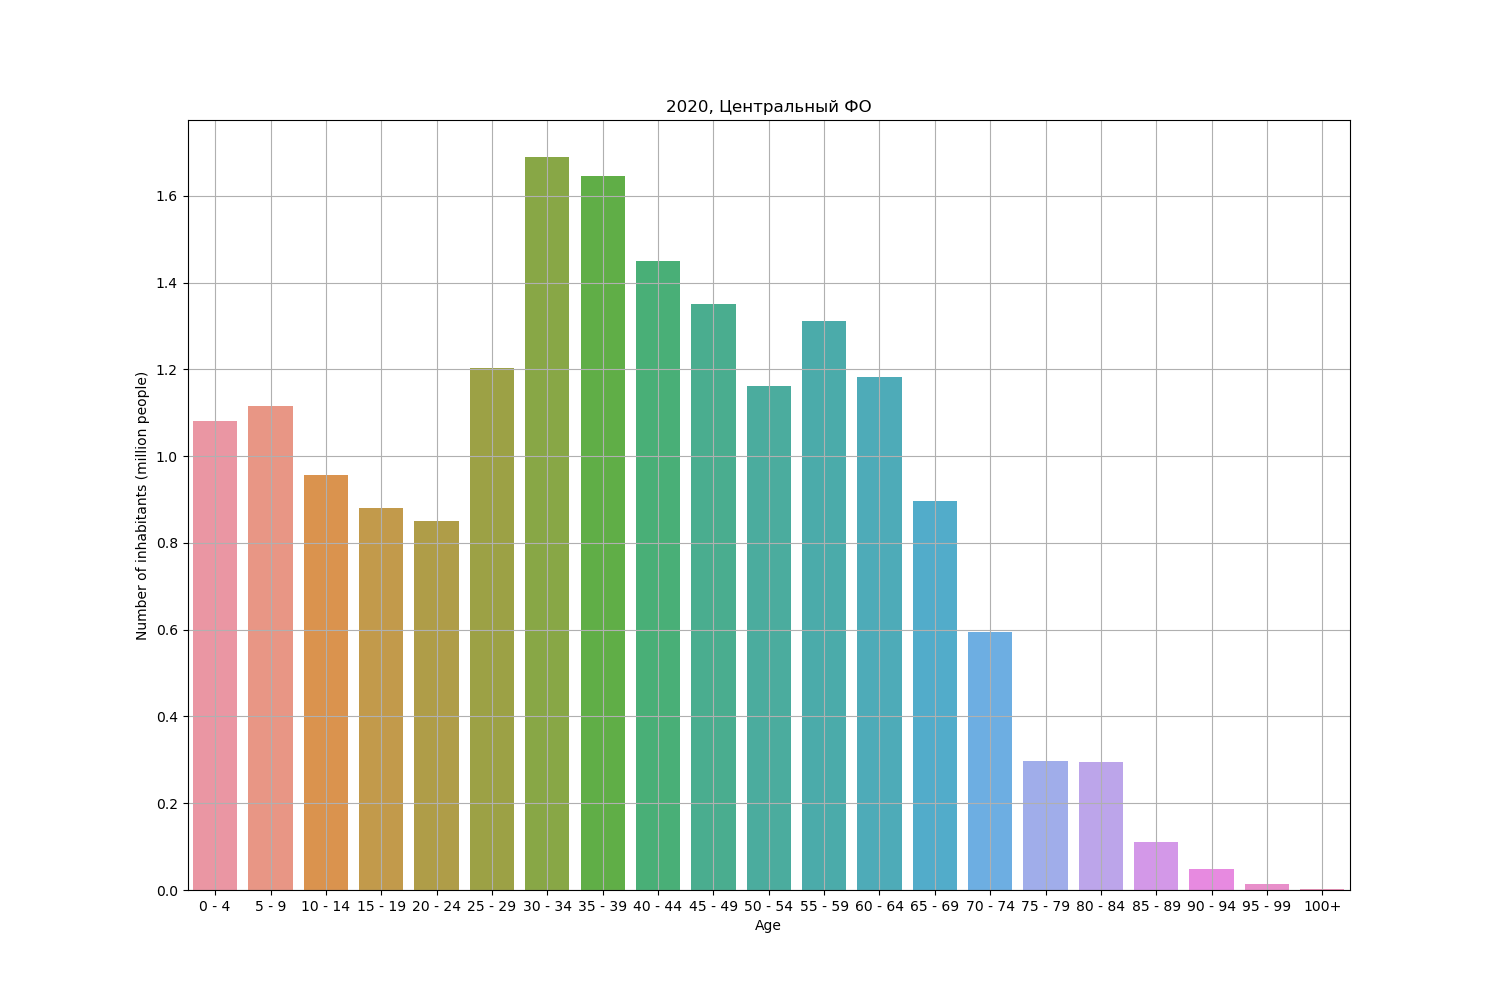 2020, Центральный ФО
Number of inhabitants (million people)
1.6
1.4
1.2
1.0
0.8
0.6
0.4
0.2
0.0
0 - 4 5 - 9 10 - 14 15 - 19 20 - 24 25 - 29 30 - 34 35 - 39 40 - 44 45 - 49 50 - 54 55 - 59 60 - 64 65 - 69 70 - 74 75 - 79 80 - 84 85 - 89 90 - 94 95 - 99 100+
Age